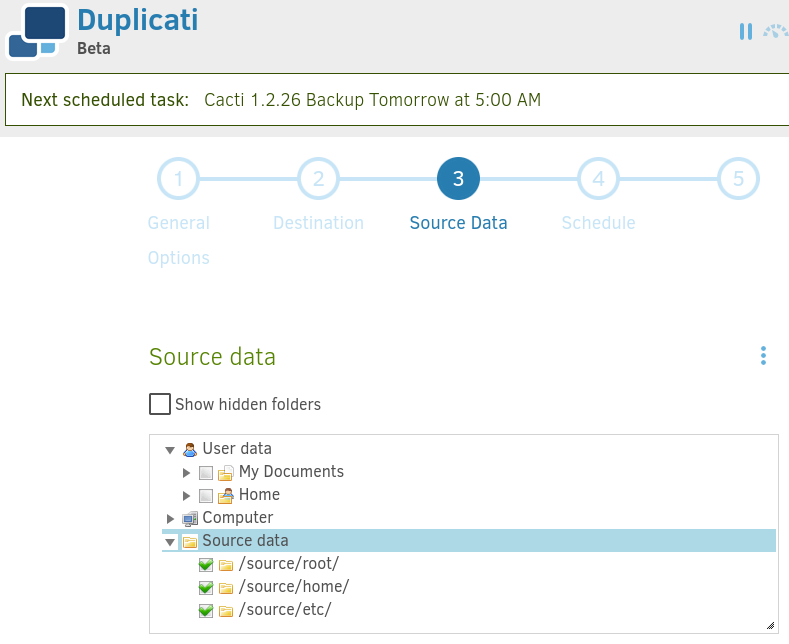 Duplicati
Beta
Next scheduled task: Cacti 1.2.26 Backup Tomorrow at 5:00 AM
1 2 3 4 5
General Options Destination Source Data Schedule
Source data
Show hidden folders
User data
My Documents
Home
Computer
Source data
/source/root/
/source/home/
/source/etc/